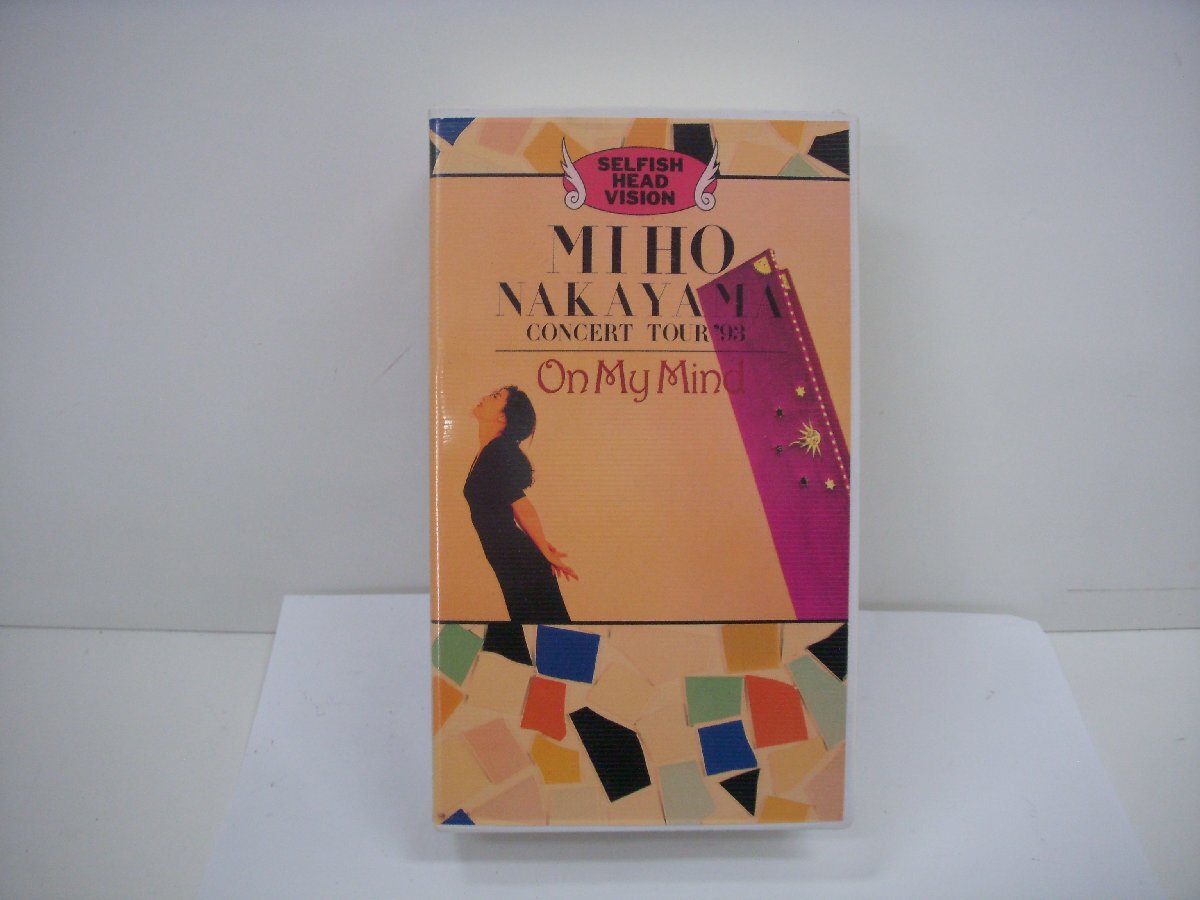 SELFISH
HEAD
VISION
MIHO
NAKAYAMA
CONCERT TOUR '93
On My Mind